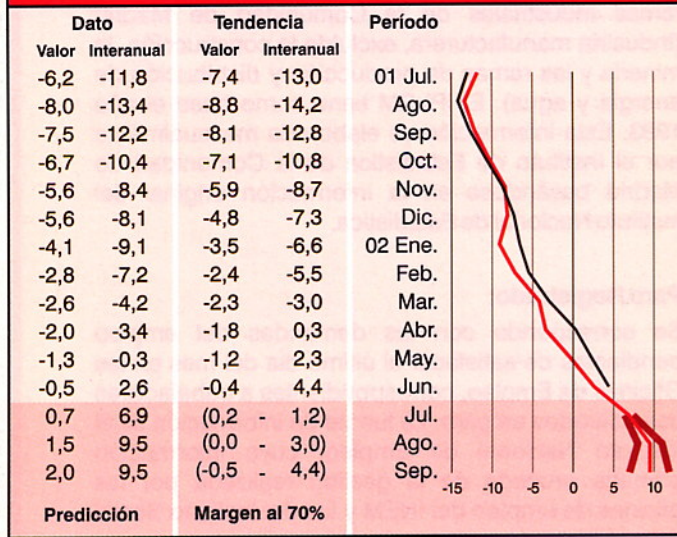 Dato Tendencia Período
Valor Interanual Valor Interanual
-6,2 -11,8 -7,4 -13,0 01 Jul.
-8,0 -13,4 -8,8 -14,2 Ago.
-7,5 -12,2 -8,1 -12,8 Sep.
-6,7 -10,4 -7,1 -10,8 Oct.
-5,6 -8,4 -5,9 -8,7 Nov.
-5,6 -8,1 -4,8 -7,3 Dic.
-4,1 -9,1 -3,5 -6,6 02 Ene.
-2,8 -7,2 -2,4 -5,5 Feb.
-2,6 -4,2 -2,3 -3,0 Mar.
-2,0 -3,4 -1,8 0,3 Abr.
-1,3 -0,3 -1,2 2,3 May.
-0,5 2,6 -0,4 4,4 Jun.
0,7 6,9 (0,2 - 1,2) Jul.
1,5 9,5 (0,0 - 3,0) Ago.
2,0 9,5 (-0,5 - 4,4) Sep.
-15 -10 -5 0 5 10
Predicción Margen al 70%